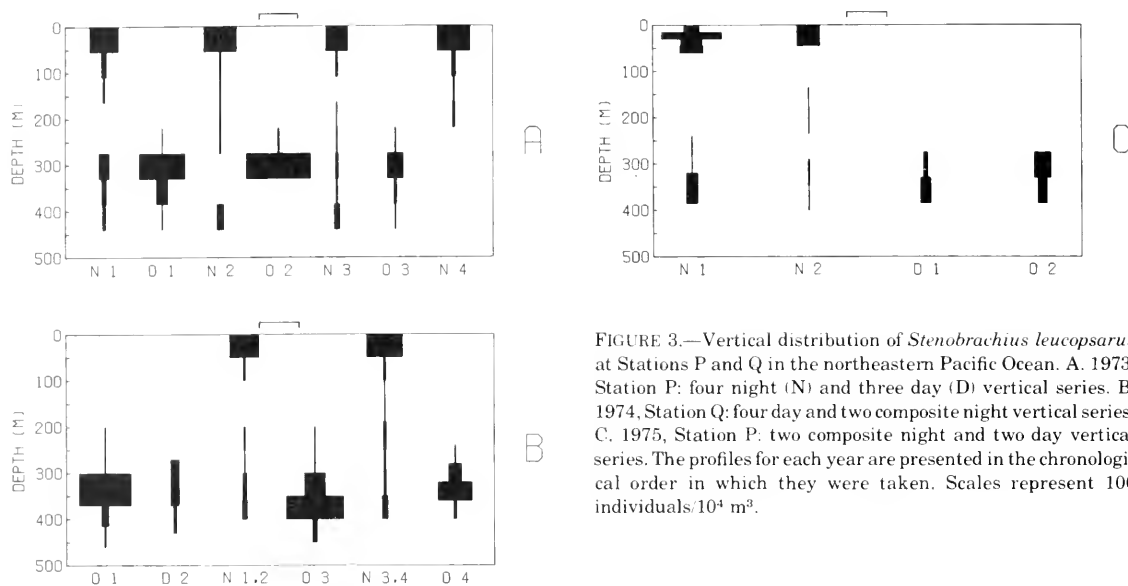 0
100
200
300
400
500
DEPTH (M)
N 1 D 1 N 2 D 2 N 3 D 3 N 4
A
0
100
200
300
400
500
DEPTH (M)
D 1 D 2 N 1,2 D 3 N 3,4 D 4
B
0
100
200
300
400
500
DEPTH (M)
N 1 N 2 D 1 D 2
FIGURE 3.—Vertical distribution of Stenobrachius leucopsarus
at Stations P and Q in the northeastern Pacific Ocean. A. 1973
Station P: four night (N) and three day (D) vertical series. B
1974, Station Q: four day and two composite night vertical series
C. 1975, Station P: two composite night and two day vertical
series. The profiles for each year are presented in the chronologi-
cal order in which they were taken. Scales represent 100
individuals/10⁴ m³.